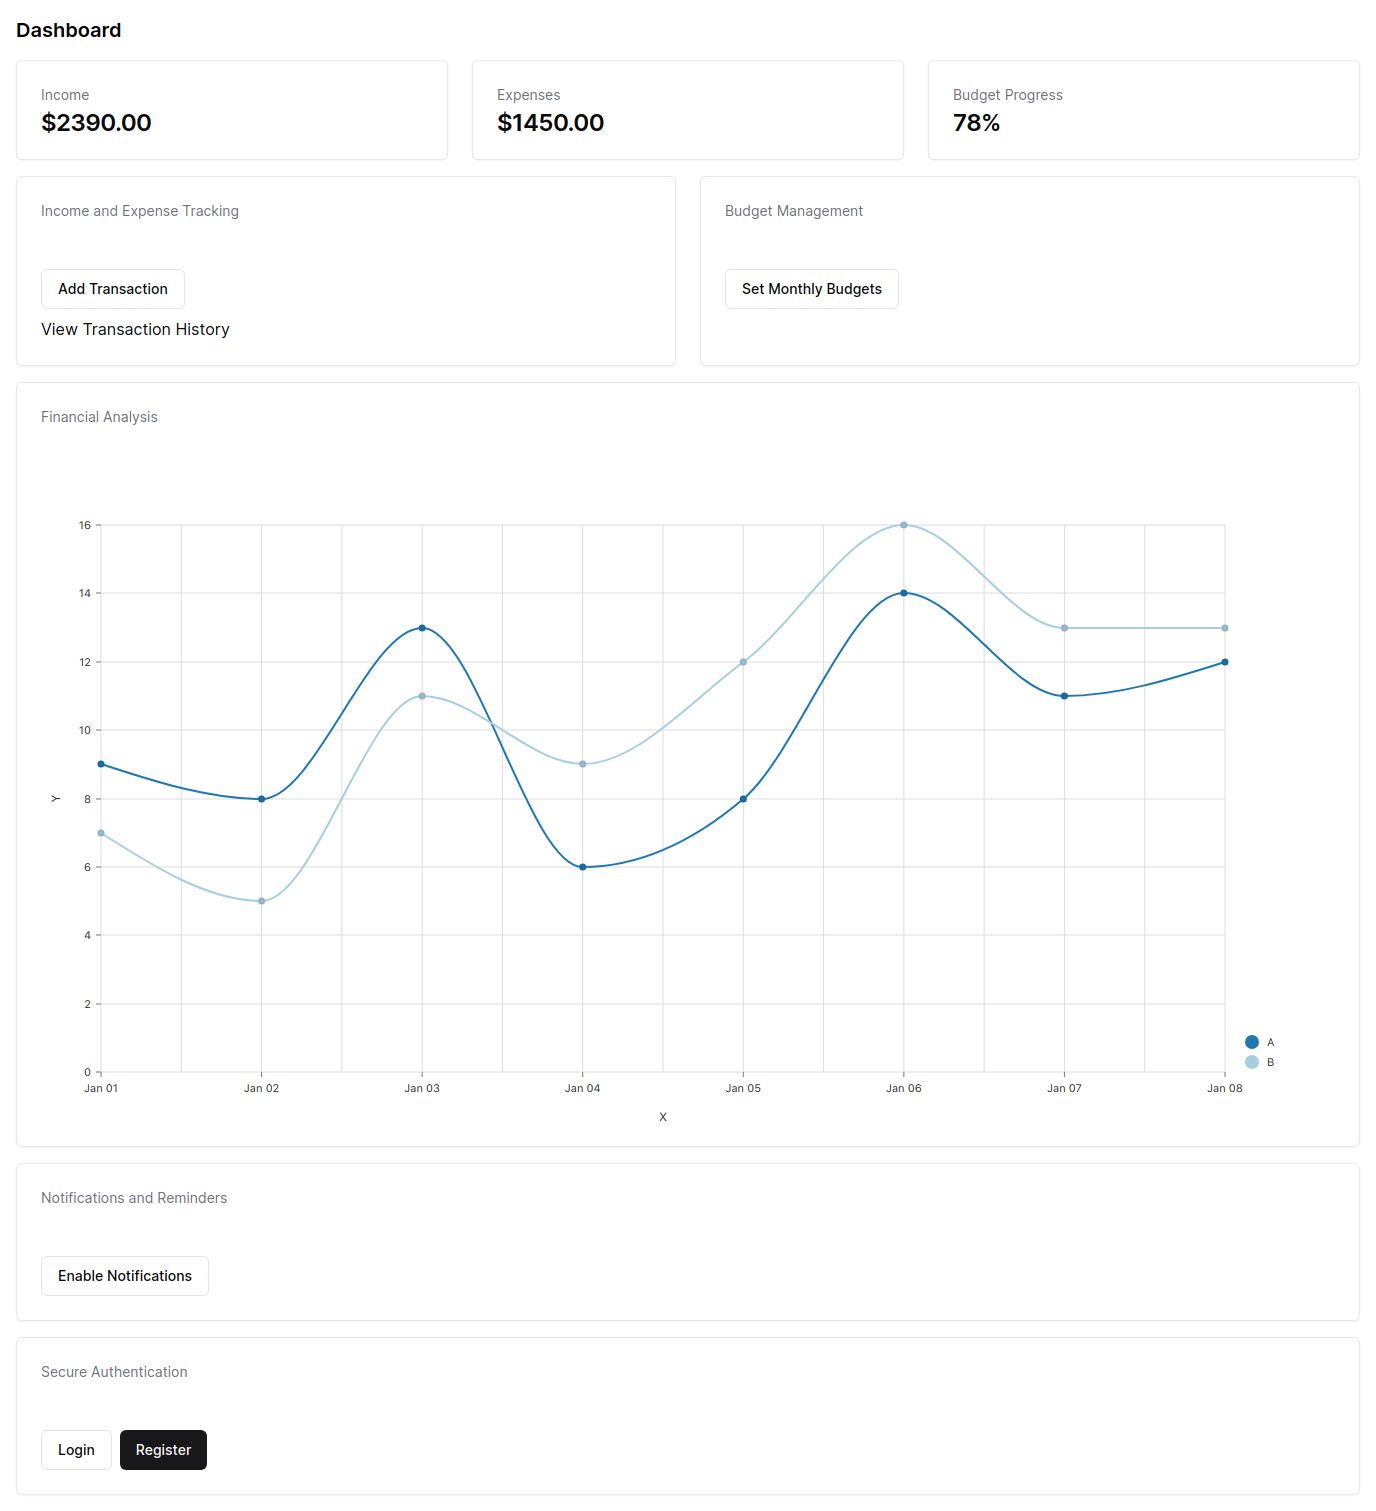 Dashboard
Income
$2390.00
Expenses
$1450.00
Budget Progress
78%
Income and Expense Tracking
Add Transaction
View Transaction History
Budget Management
Set Monthly Budgets
Financial Analysis
16
14
12
10
8
6
4
2
0
Y
Jan 01 Jan 02 Jan 03 Jan 04 Jan 05 Jan 06 Jan 07 Jan 08
X
A
B
Notifications and Reminders
Enable Notifications
Secure Authentication
Login Register